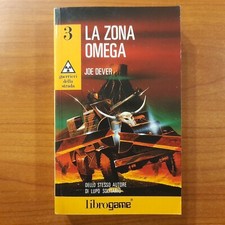 3
LA ZONA
OMEGA
JOE DEVER
guerrieri
della
strada
DELLO STESSO AUTORE
DI LUPO SOLITARIO
librogame